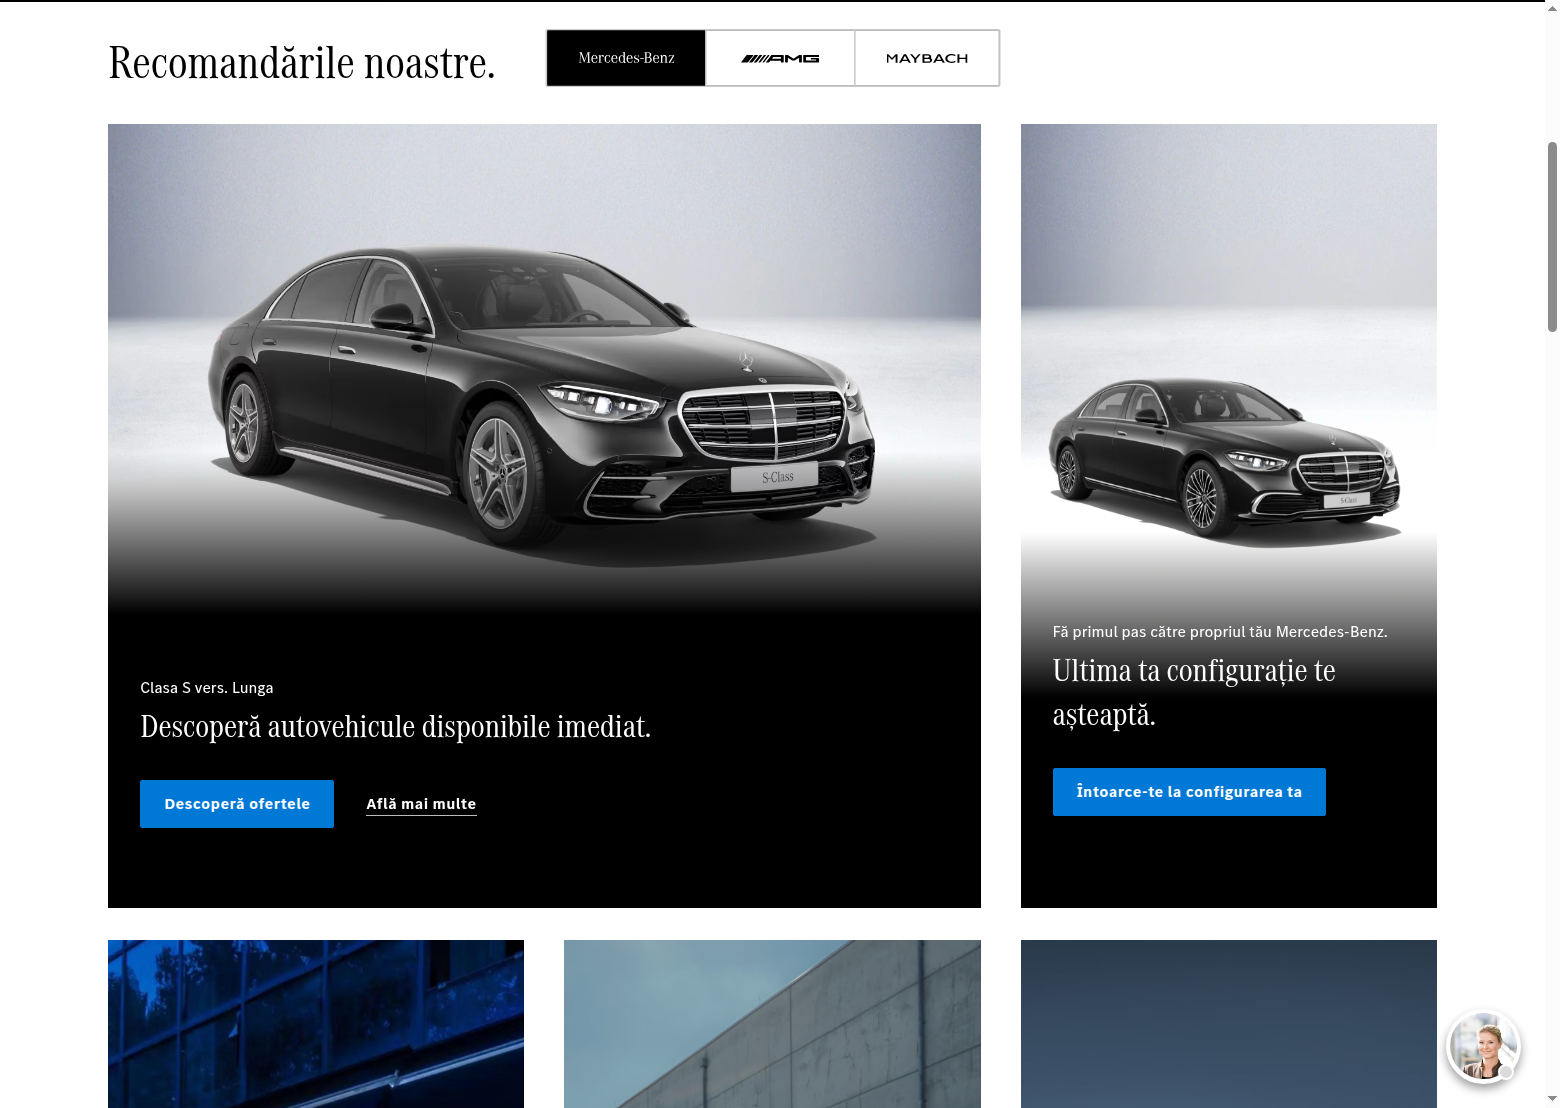 Recomandările noastre.
Mercedes-Benz
AMG
MAYBACH
S-Class
S-Class
Clasa S vers. Lunga
Descoperă autovehicule disponibile imediat.
Descoperă ofertele
Află mai multe
Fă primul pas către propriul tău Mercedes-Benz.
Ultima ta configurație te
așteaptă.
Întoarce-te la configurarea ta